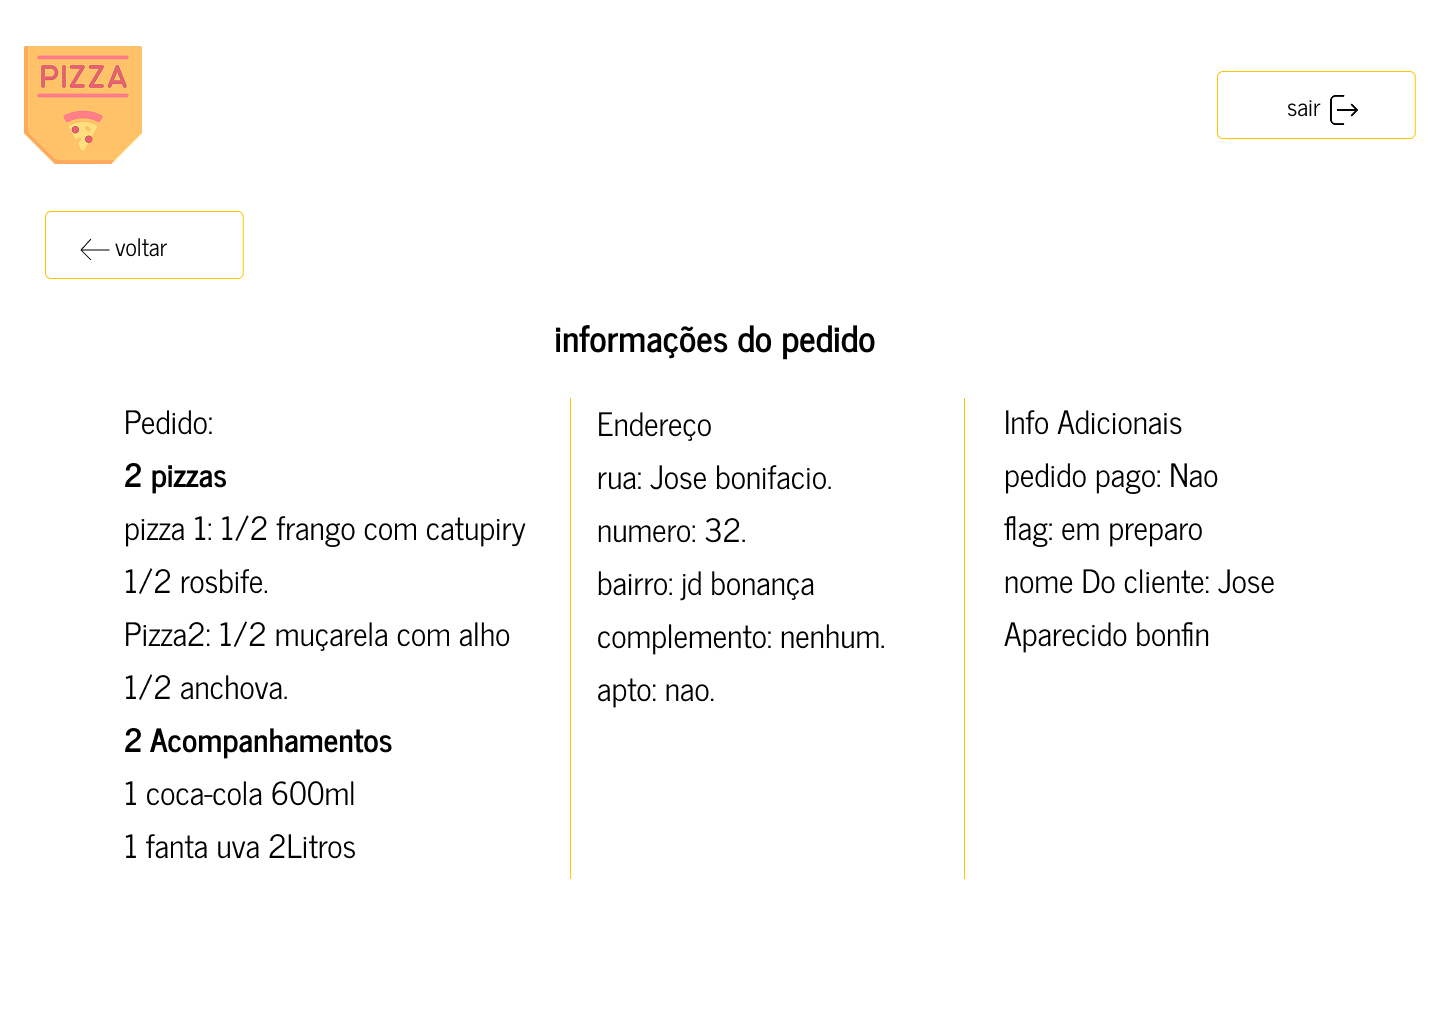 PIZZA
sair
voltar
informações do pedido
Pedido:
2 pizzas
pizza 1: 1/2 frango com catupiry
1/2 rosbife.
Pizza2: 1/2 muçarela com alho
1/2 anchova.
2 Acompanhamentos
1 coca-cola 600ml
1 fanta uva 2Litros
Endereço
rua: Jose bonifacio.
numero: 32.
bairro: jd bonança
complemento: nenhum.
apto: nao.
Info Adicionais
pedido pago: Nao
flag: em preparo
nome Do cliente: Jose
Aparecido bonfin